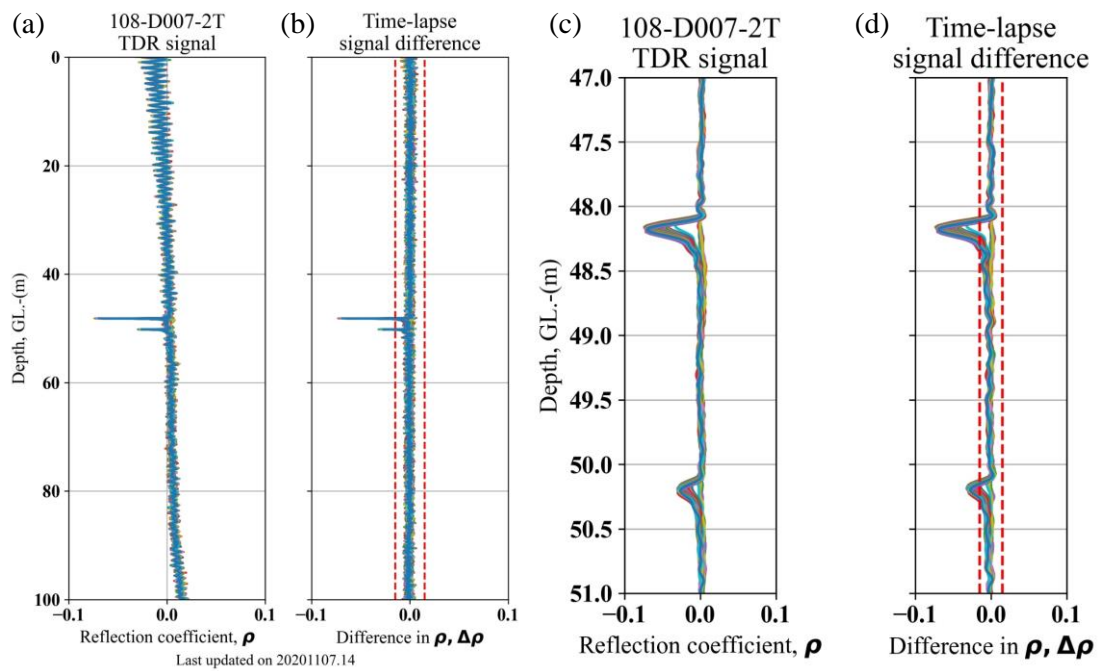 (a)
108-D007-2T
TDR signal
(b)
Time-lapse
signal difference
0
20
40
60
80
100
Depth, GL.-(m)
−0.1
0.0
0.1
Reflection coefficient, ρ
−0.1
0.0
0.1
Difference in ρ, Δρ
Last updated on 20201107.14
(c)
108-D007-2T
TDR signal
(d)
Time-lapse
signal difference
47.0
47.5
48.0
48.5
49.0
49.5
50.0
50.5
51.0
Depth, GL.-(m)
−0.1
0.0
0.1
Reflection coefficient, ρ
−0.1
0.0
0.1
Difference in ρ, Δρ